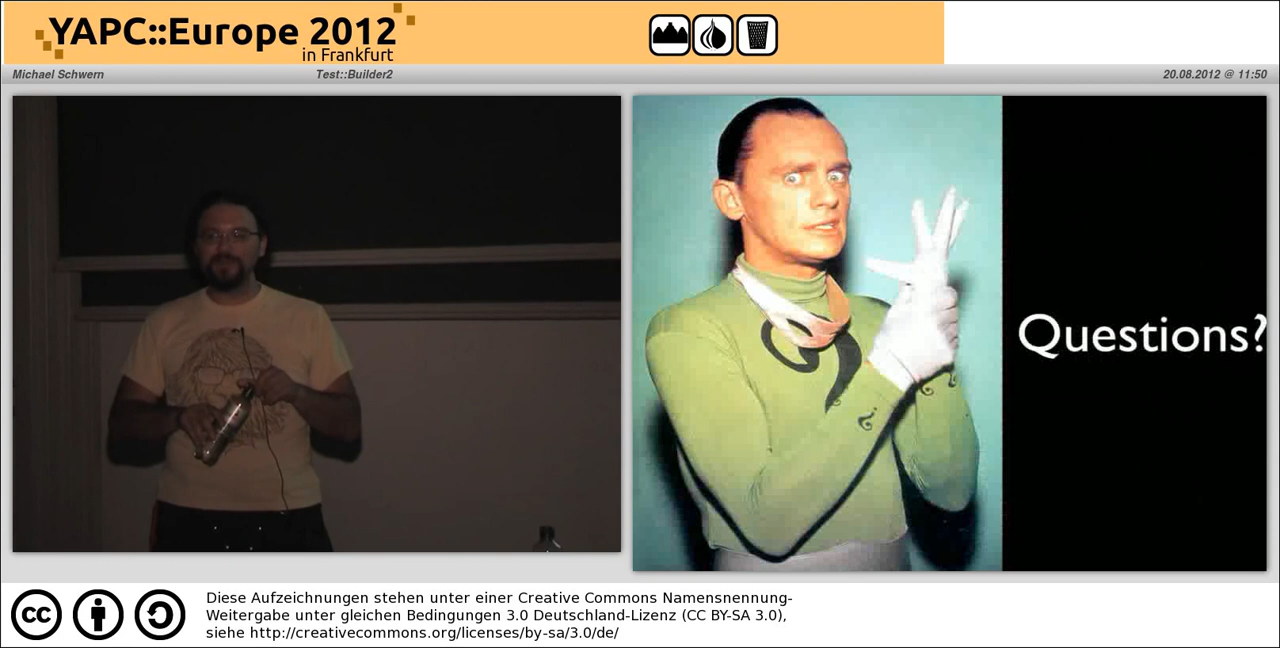 YAPC::Europe 2012
in Frankfurt
Michael Schwern Test::Builder2 20.08.2012 @ 11:50
Questions?
cc
Diese Aufzeichnungen stehen unter einer Creative Commons Namensnennung-
Weitergabe unter gleichen Bedingungen 3.0 Deutschland-Lizenz (CC BY-SA 3.0),
siehe http://creativecommons.org/licenses/by-sa/3.0/de/